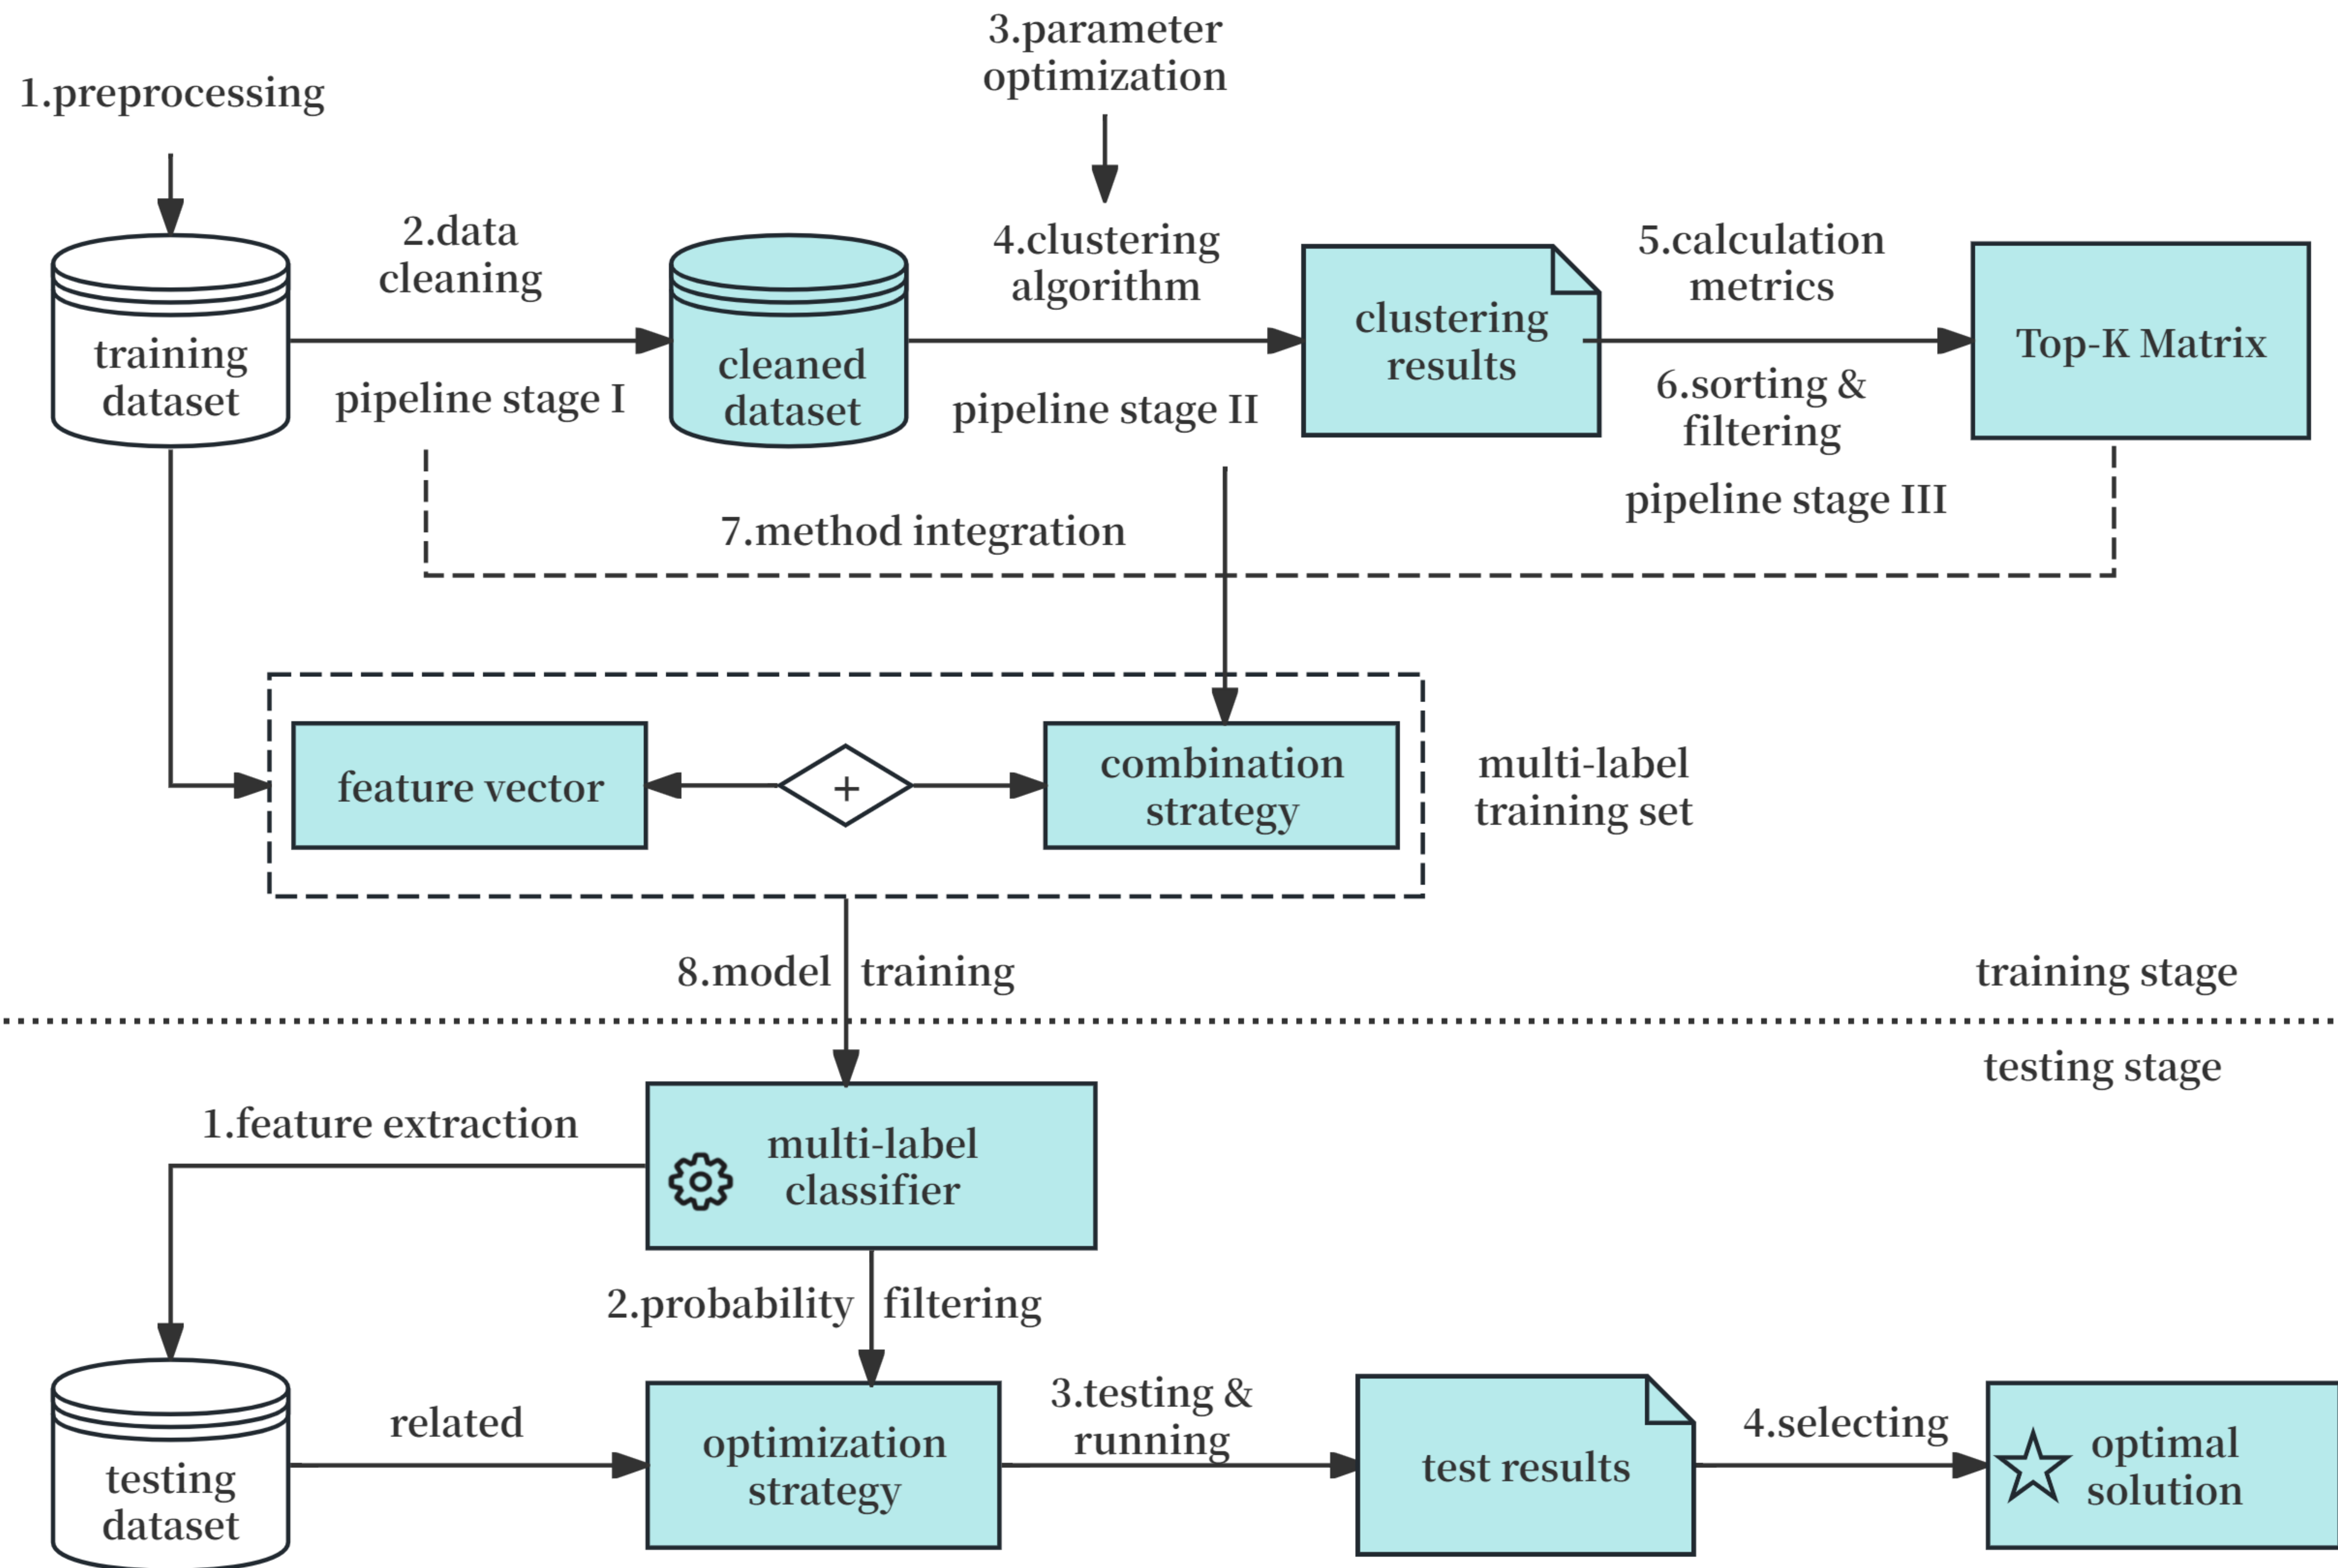 3.parameter
optimization
1.preprocessing
2.data
cleaning
4.clustering
algorithm
5.calculation
metrics
training
dataset
pipeline stage I
cleaned
dataset
pipeline stage II
clustering
results
6.sorting &
filtering
pipeline stage III
Top-K Matrix
7.method integration
feature vector
+
combination
strategy
multi-label
training set
8.model training
training stage
testing stage
1.feature extraction
multi-label
classifier
2.probability filtering
testing
dataset
related
optimization
strategy
3.testing &
running
test results
4.selecting
optimal
solution